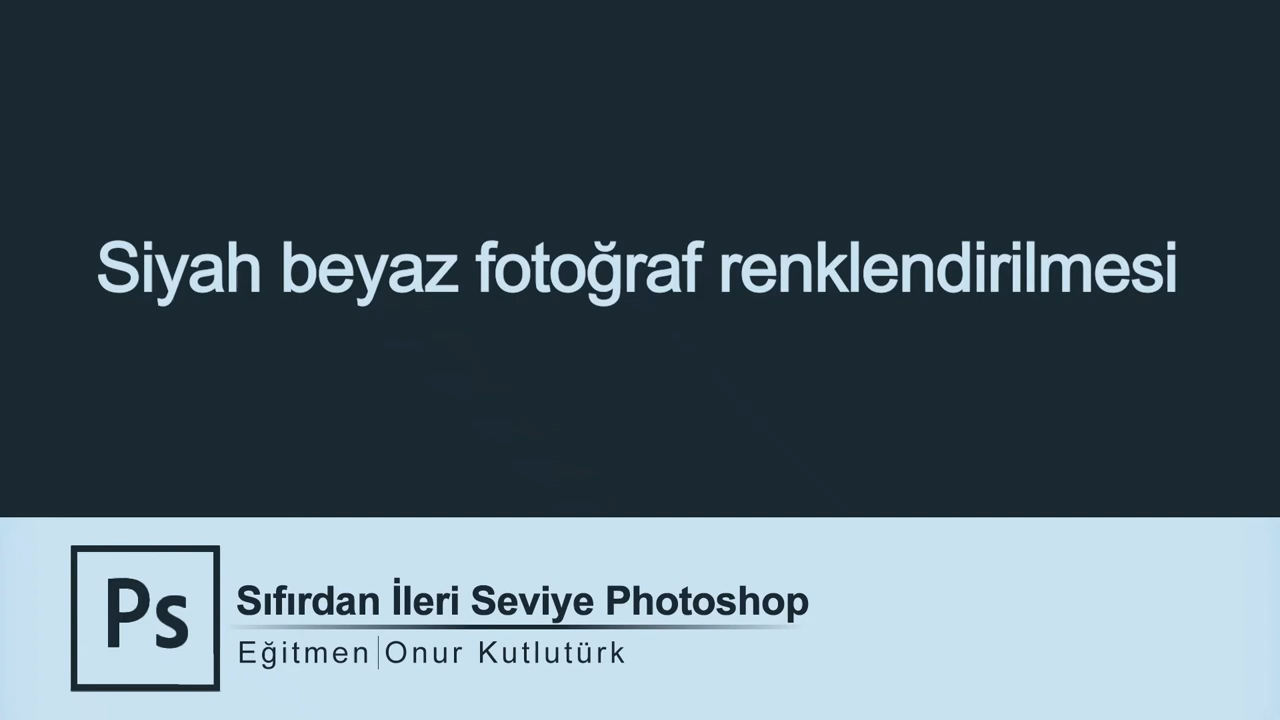 Siyah beyaz fotoğraf renklendirilmesi
Ps
Sıfırdan İleri Seviye Photoshop
Eğitmen|Onur Kutlutürk